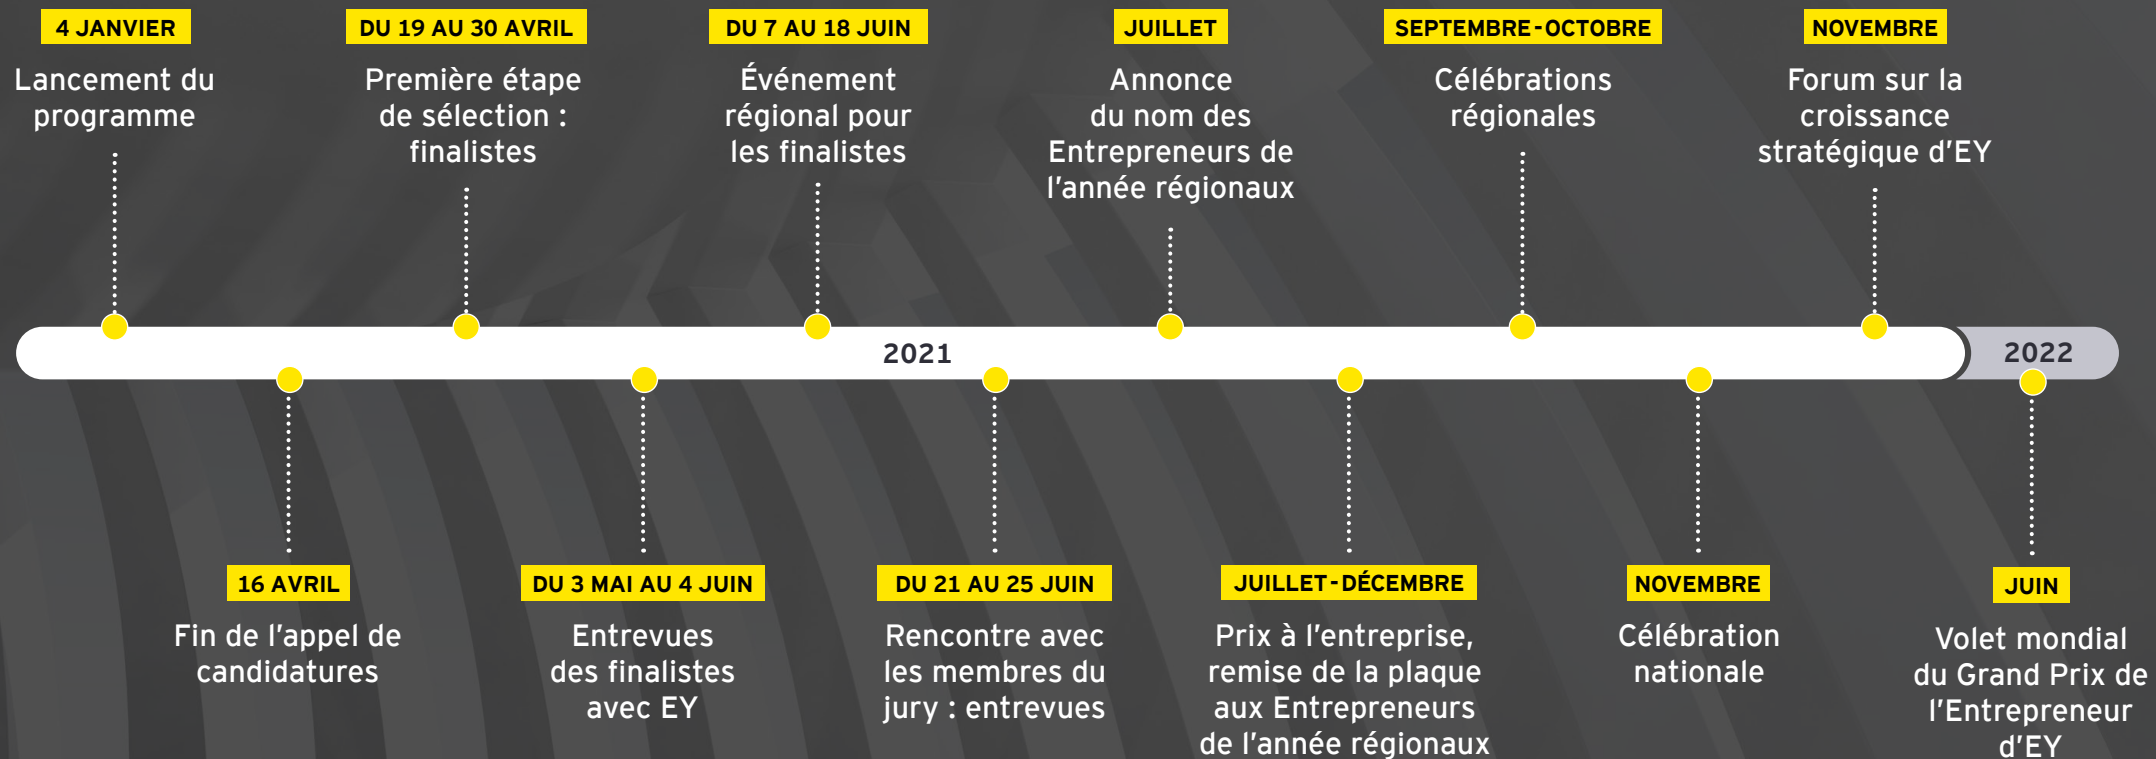 4 JANVIER
Lancement du
programme
DU 19 AU 30 AVRIL
Première étape
de sélection :
finalistes
DU 7 AU 18 JUIN
Événement
régional pour
les finalistes
JUILLET
Annonce
du nom des
Entrepreneurs de
l'année régionaux
SEPTEMBRE-OCTOBRE
Célébrations
régionales
NOVEMBRE
Forum sur la
croissance
stratégique d'EY
2021
2022
16 AVRIL
Fin de l'appel de
candidatures
DU 3 MAI AU 4 JUIN
Entrevues
des finalistes
avec EY
DU 21 AU 25 JUIN
Rencontre avec
les membres du
jury : entrevues
JUILLET-DÉCEMBRE
Prix à l'entreprise,
remise de la plaque
aux Entrepreneurs
de l'année régionaux
NOVEMBRE
Célébration
nationale
JUIN
Volet mondial
du Grand Prix de
l'Entrepreneur
d'EY